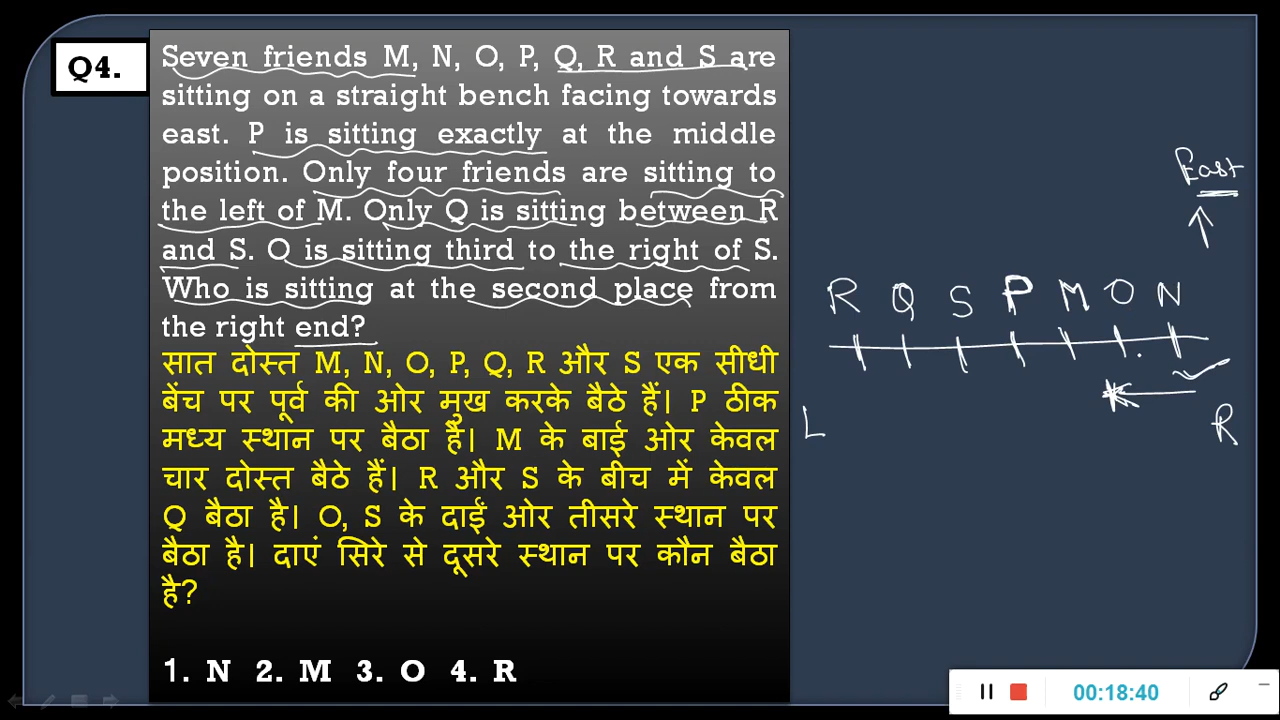 Q4.
Seven friends M, N, O, P, Q, R and S are
sitting on a straight bench facing towards
east. P is sitting exactly at the middle
position. Only four friends are sitting to
the left of M. Only Q is sitting between R
and S. O is sitting third to the right of S.
Who is sitting at the second place from
the right end?
सात दोस्त M, N, O, P, Q, R और S एक सीधी
बेंच पर पूर्व की ओर मुख करके बैठे हैं। P ठीक
मध्य स्थान पर बैठा है। M के बाईं ओर केवल
चार दोस्त बैठे हैं। R और S के बीच में केवल
Q बैठा है। O, S के दाईं ओर तीसरे स्थान पर
बैठा है। दाएं सिरे से दूसरे स्थान पर कौन बैठा
है?
1. N 2. M 3. O 4. R
East
R Q S P M O N
L R
00:18:40